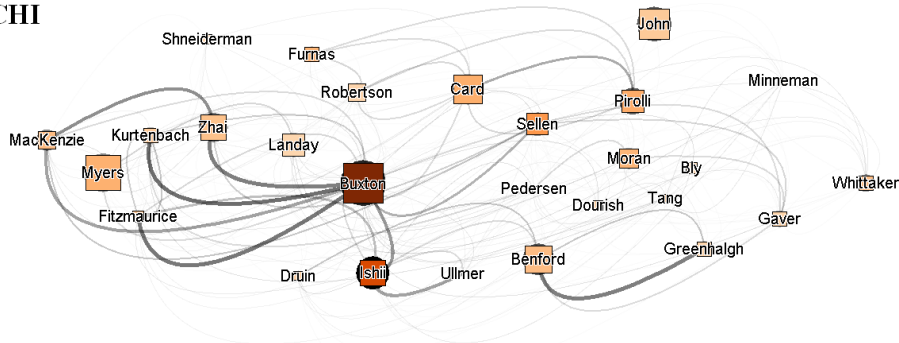 CHI
John
Shneiderman
Furnas
Minneman
Robertson
Card
Pirolli
Sellen
MacKenzie
Kurtenbach
Zhai
Landay
Moran
Bly
Myers
Buxton
Whittaker
Pedersen
Tang
Dourish
Fitzmaurice
Gaver
Greenhalgh
Benford
Druin
Ishii
Ullmer